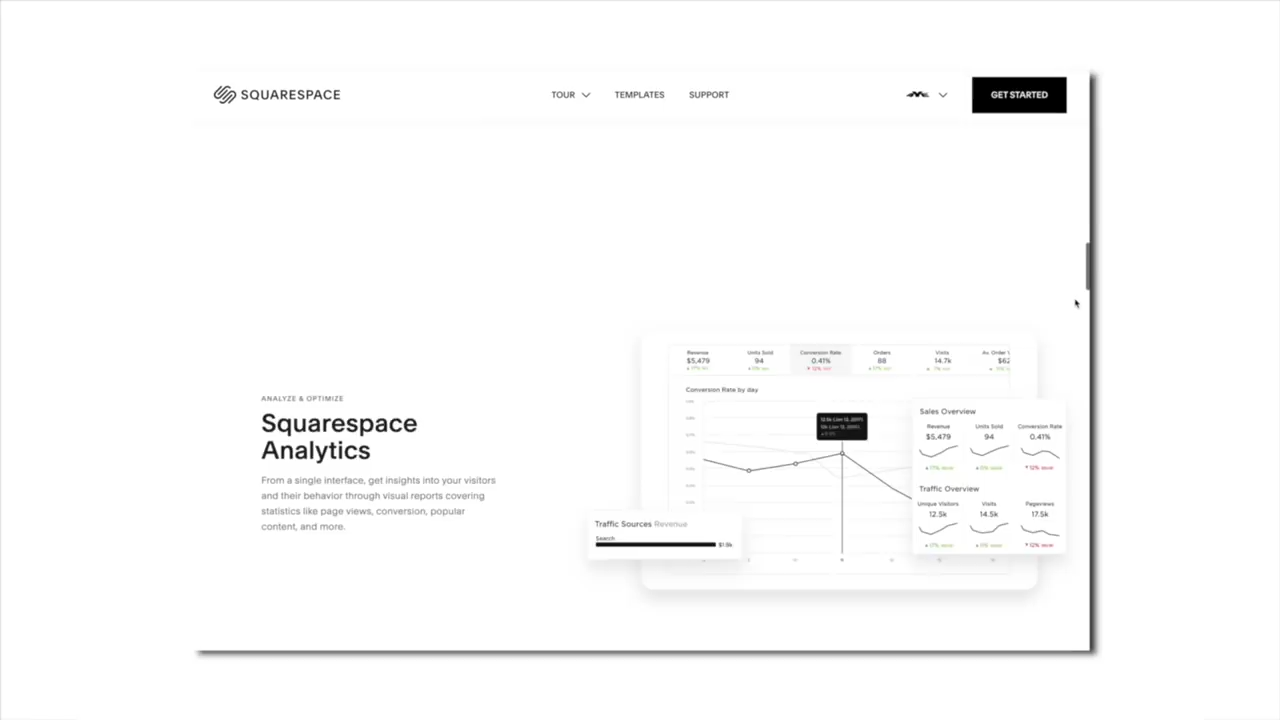 SQUARESPACE
TOUR
TEMPLATES
SUPPORT
GET STARTED
ANALYZE & OPTIMIZE
Squarespace
Analytics
From a single interface, get insights into your visitors
and their behavior through visual reports covering
statistics like page views, conversion, popular
content, and more.
Revenue Units Sold Conversion Rate Orders Visits
$5,479 94 0.41% 88 14.7k $62
Conversion Rate by day
Sales Overview
Revenue Units Sold Conversion Rate
$5,479 94 0.41%
Traffic Overview
Unique Visitors Visits Pageviews
12.5k 14.5k 17.5k
Traffic Sources Revenue
Search
$1.8k